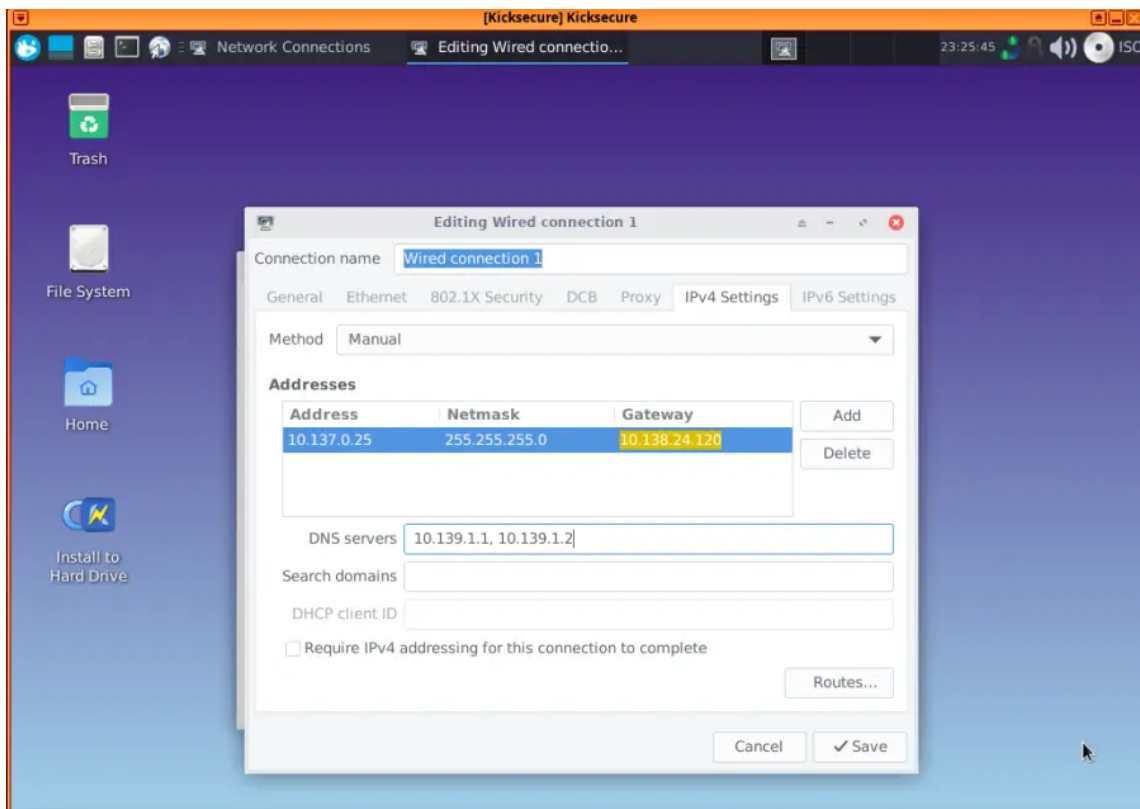 [Kicksecure] Kicksecure
Network Connections
Editing Wired connectio...
23:25:45
Trash
File System
Home
Install to
Hard Drive
Editing Wired connection 1
Connection name Wired connection 1
General Ethernet 802.1X Security DCB Proxy IPv4 Settings IPv6 Settings
Method Manual
Addresses
Address Netmask Gateway
10.137.0.25 255.255.255.0 10.138.24.120
Add
Delete
DNS servers 10.139.1.1, 10.139.1.2
Search domains
DHCP client ID
Require IPv4 addressing for this connection to complete
Routes...
Cancel Save